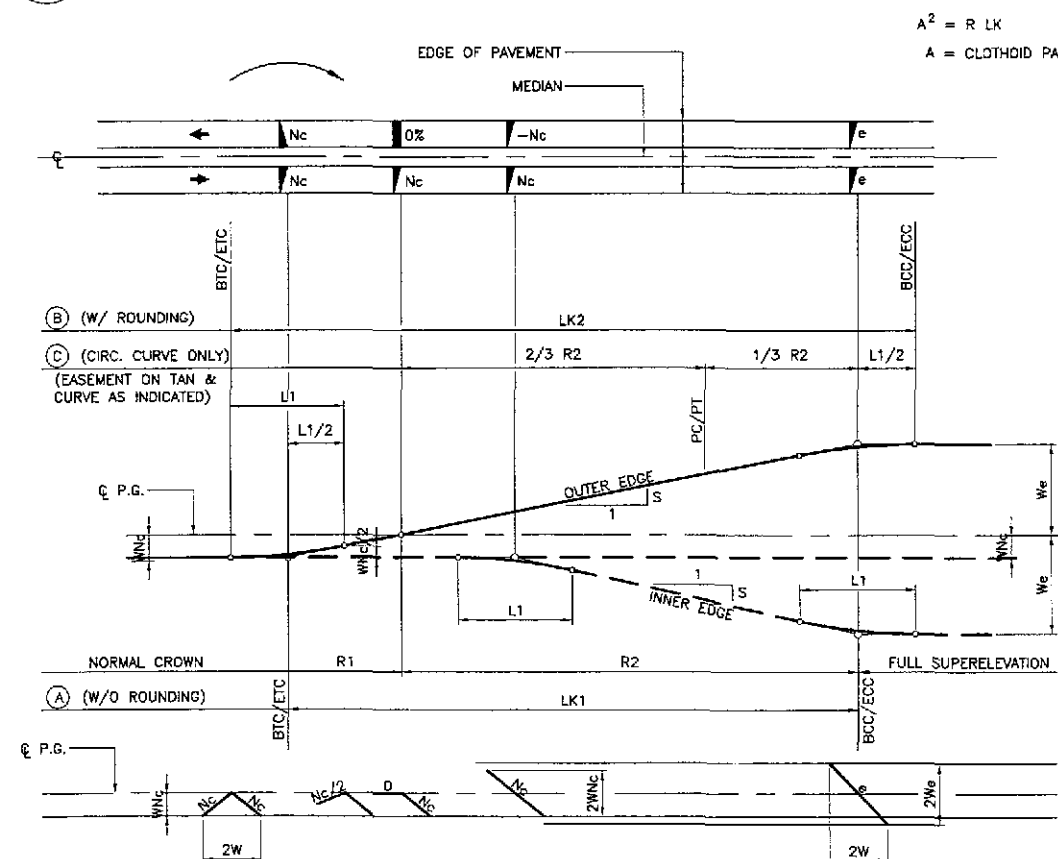 A² = R LK
A = CLOTHOID PA
EDGE OF PAVEMENT
MEDIAN
Nc 0% -Nc e
℄
Nc Nc Nc e
BTC/ETC
BCC/ECC
B (W/ ROUNDING)
LK2
C (CIRC. CURVE ONLY)
2/3 R2 1/3 R2 L1/2
(EASEMENT ON TAN &
CURVE AS INDICATED)
L1
L1/2
PC/PT
℄ P.G.
OUTER EDGE
1 S
We
WNc
WNc/2
WNc
We
1 S
INNER EDGE
L1
L1
NORMAL CROWN R1 R2 FULL SUPERELEVATION
A (W/O ROUNDING)
BTC/ETC
LK1
BCC/ECC
℄ P.G.
WNc
Nc Nc
Nc/2
0
Nc
Nc
2WNc
e
2We
2W
2W